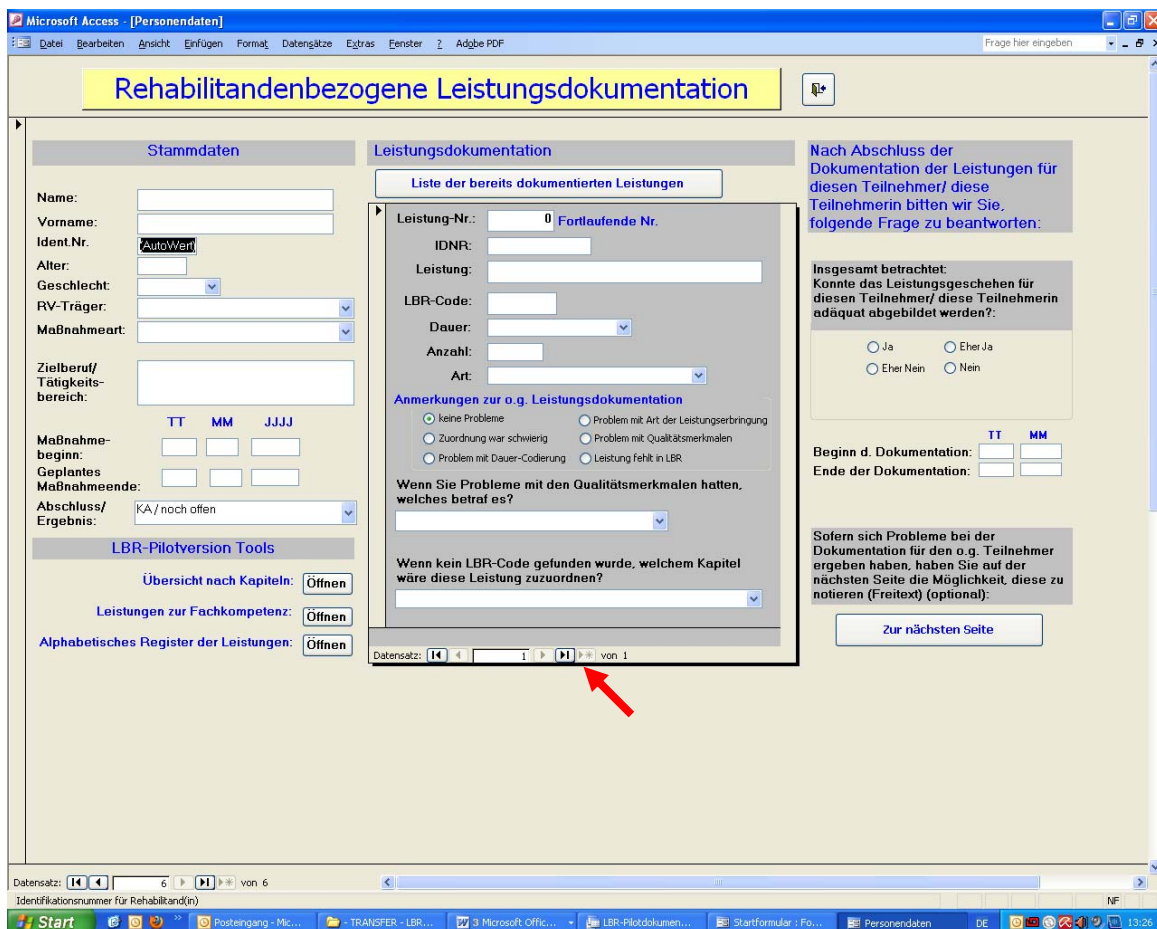 Microsoft Access - [Personendaten]
Datei Bearbeiten Ansicht Einfügen Format Datensätze Extras Fenster ? Adobe PDF
Frage hier eingeben
Rehabilitandenbezogene Leistungsdokumentation
Stammdaten
Name:
Vorname:
Ident.Nr. (AutoWert)
Alter:
Geschlecht:
RV-Träger:
Maßnahmeart:
Zielberuf/
Tätigkeits-
bereich:
TT MM JJJJ
Maßnahme-
beginn:
Geplantes
Maßnahmeende:
Abschluss/
Ergebnis:
KA / noch offen
LBR-Pilotversion Tools
Übersicht nach Kapiteln: Öffnen
Leistungen zur Fachkompetenz: Öffnen
Alphabetisches Register der Leistungen: Öffnen
Leistungsdokumentation
Liste der bereits dokumentierten Leistungen
Leistung-Nr.: 0 Fortlaufende Nr.
IDNR:
Leistung:
LBR-Code:
Dauer:
Anzahl:
Art:
Anmerkungen zur o.g. Leistungsdokumentation
keine Probleme
Problem mit Art der Leistungserbringung
Zuordnung war schwierig
Problem mit Qualitätsmerkmalen
Problem mit Dauer-Codierung
Leistung fehlt in LBR
Wenn Sie Probleme mit den Qualitätsmerkmalen hatten,
welches betraf es?
Wenn kein LBR-Code gefunden wurde, welchem Kapitel
wäre diese Leistung zuzuordnen?
Datensatz: 1 von 1
Nach Abschluss der
Dokumentation der Leistungen für
diesen Teilnehmer/ diese
Teilnehmerin bitten wir Sie,
folgende Frage zu beantworten:
Insgesamt betrachtet:
Konnte das Leistungsgeschehen für
diesen Teilnehmer/ diese Teilnehmerin
adäquat abgebildet werden?:
Ja Eher Ja
Eher Nein Nein
TT MM
Beginn d. Dokumentation:
Ende der Dokumentation:
Sofern sich Probleme bei der
Dokumentation für den o.g. Teilnehmer
ergeben haben, haben Sie auf der
nächsten Seite die Möglichkeit, diese zu
notieren (Freitext) (optional):
Zur nächsten Seite
Datensatz: 6 von 6
Identifikationsnummer für Rehabilitand(in)
NF
Start
Posteingang - Mic...
- TRANSFER - LBR...
3 Microsoft Offic...
LBR-Pilotdokumen...
Startformular : Fo...
Personendaten
DE
13:26